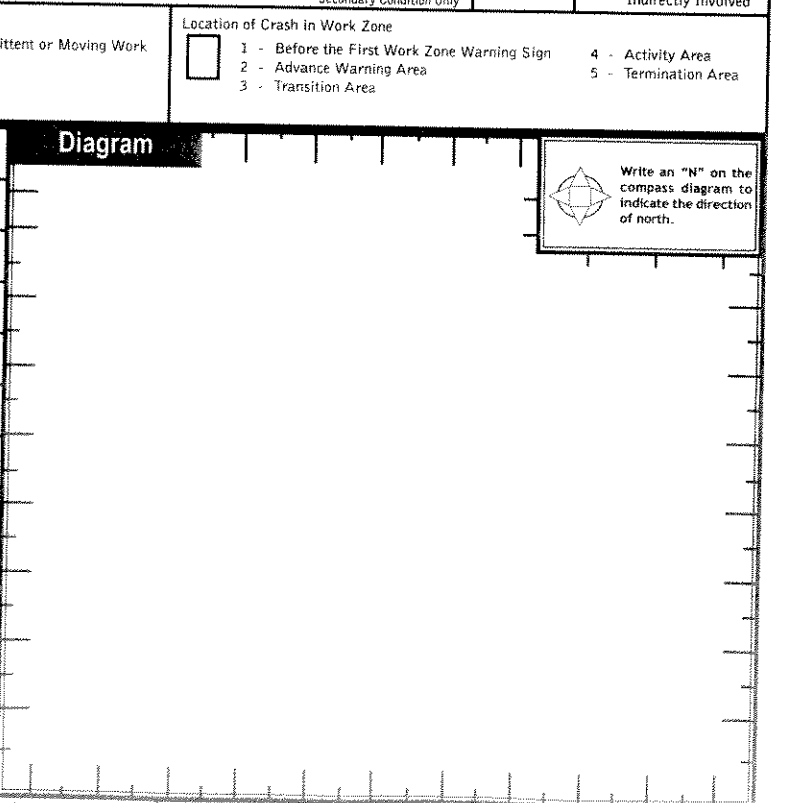 Secondary Condition Only
Indirectly Involved
Location of Crash in Work Zone
ittent or Moving Work
1 - Before the First Work Zone Warning Sign
2 - Advance Warning Area
3 - Transition Area
4 - Activity Area
5 - Termination Area
Diagram
Write an "N" on the
compass diagram to
indicate the direction
of north.